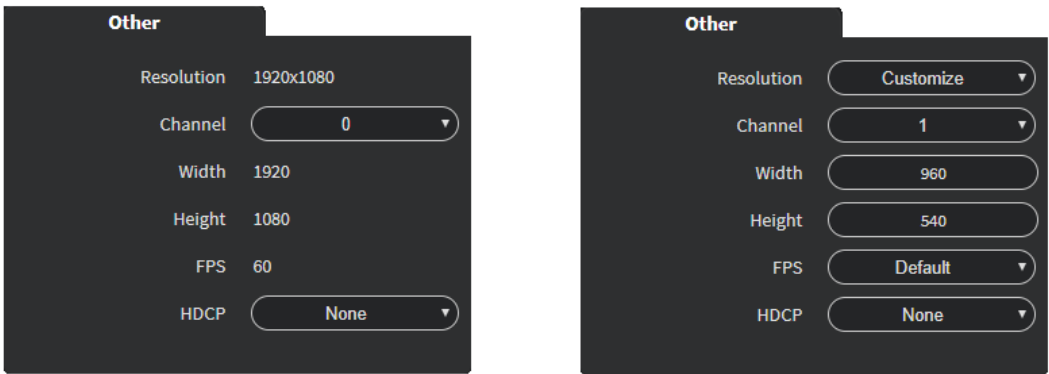 Other
Resolution 1920x1080
Channel 0
Width 1920
Height 1080
FPS 60
HDCP None
Other
Resolution Customize
Channel 1
Width 960
Height 540
FPS Default
HDCP None